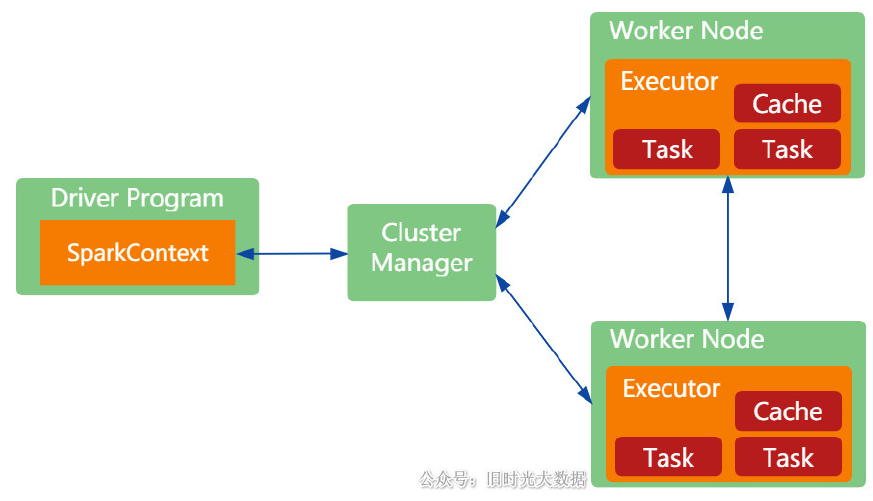 Driver Program
SparkContext
Cluster
Manager
Worker Node
Executor
Cache
Task
Task
Worker Node
Executor
Cache
Task
Task
公众号：旧时光大数据